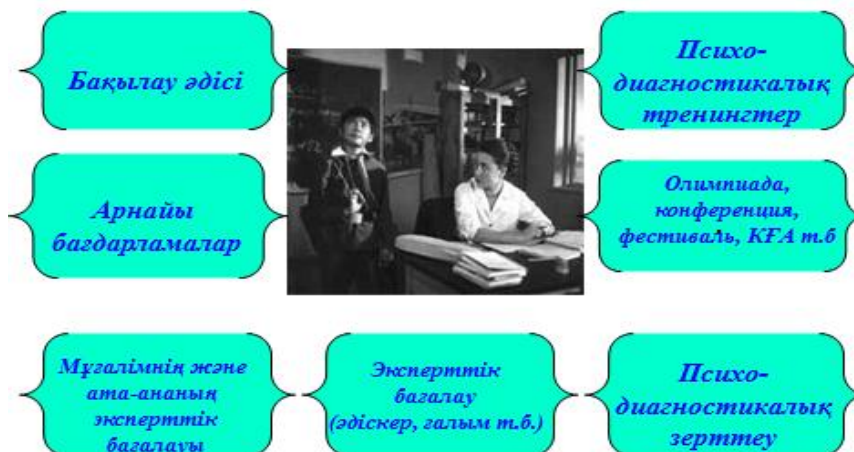 Бақылау әдісі
Психо-
диагностикалық
тренингтер
Арнайы
бағдарламалар
Олимпиада,
конференция,
фестиваль, КҒА т.б
Мұғалімнің және
ата-ананың
эксперттік
бағалауы
Эксперттік
бағалау
(әдіскер, ғалым т.б.)
Психо-
диагностикалық
зерттеу